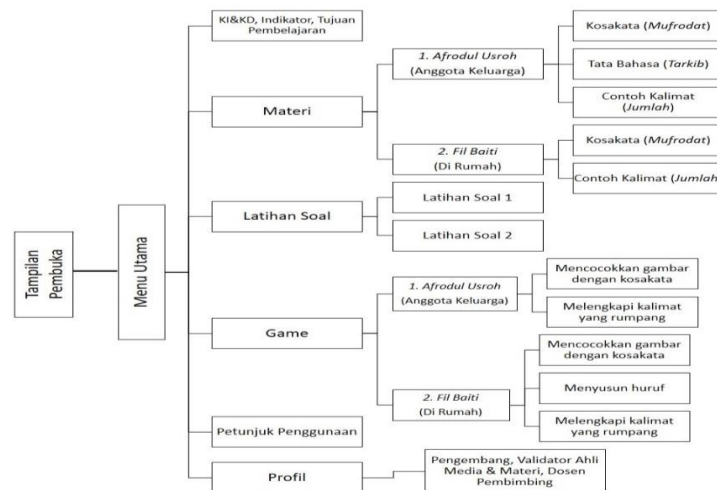 Tampilan
Pembuka
Menu Utama
KI&KD, Indikator, Tujuan
Pembelajaran
Materi
1. Afrodul Usroh
(Anggota Keluarga)
Kosakata (Mufrodat)
Tata Bahasa (Tarkib)
Contoh Kalimat
(Jumlah)
2. Fil Baiti
(Di Rumah)
Kosakata (Mufrodat)
Contoh Kalimat (Jumlah)
Latihan Soal
Latihan Soal 1
Latihan Soal 2
Game
1. Afrodul Usroh
(Anggota Keluarga)
Mencocokkan gambar
dengan kosakata
Melengkapi kalimat
yang rumpang
2. Fil Baiti
(Di Rumah)
Mencocokkan gambar
dengan kosakata
Menyusun huruf
Melengkapi kalimat
yang rumpang
Petunjuk Penggunaan
Profil
Pengembang, Validator Ahli
Media & Materi, Dosen
Pembimbing